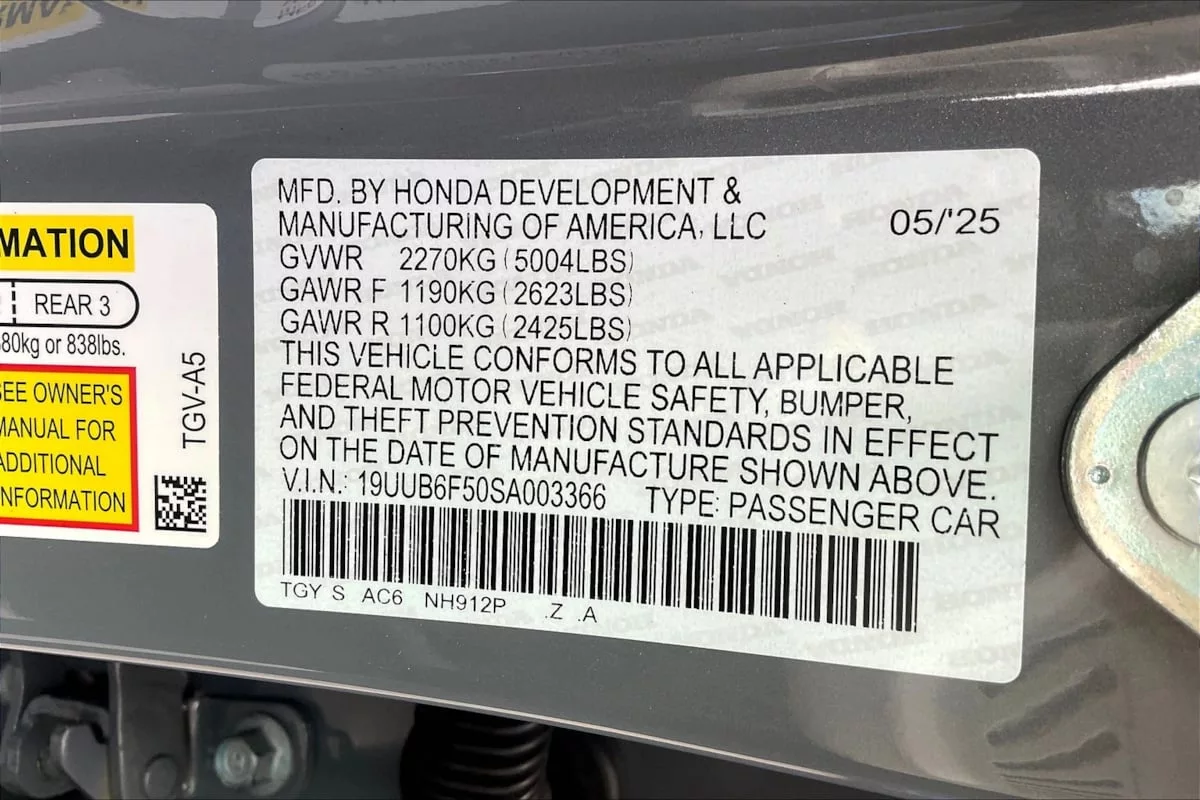 MATION
REAR 3
80kg or 838lbs.
SEE OWNER'S
MANUAL FOR
ADDITIONAL
INFORMATION
TGV-A5
MFD. BY HONDA DEVELOPMENT &
MANUFACTURING OF AMERICA, LLC 05/'25
GVWR 2270KG (5004LBS)
GAWR F 1190KG (2623LBS)
GAWR R 1100KG (2425LBS)
THIS VEHICLE CONFORMS TO ALL APPLICABLE
FEDERAL MOTOR VEHICLE SAFETY, BUMPER,
AND THEFT PREVENTION STANDARDS IN EFFECT
ON THE DATE OF MANUFACTURE SHOWN ABOVE.
V.I.N.: 19UUB6F50SA003366 TYPE: PASSENGER CAR
TGY S AC6 NH912P .Z .A